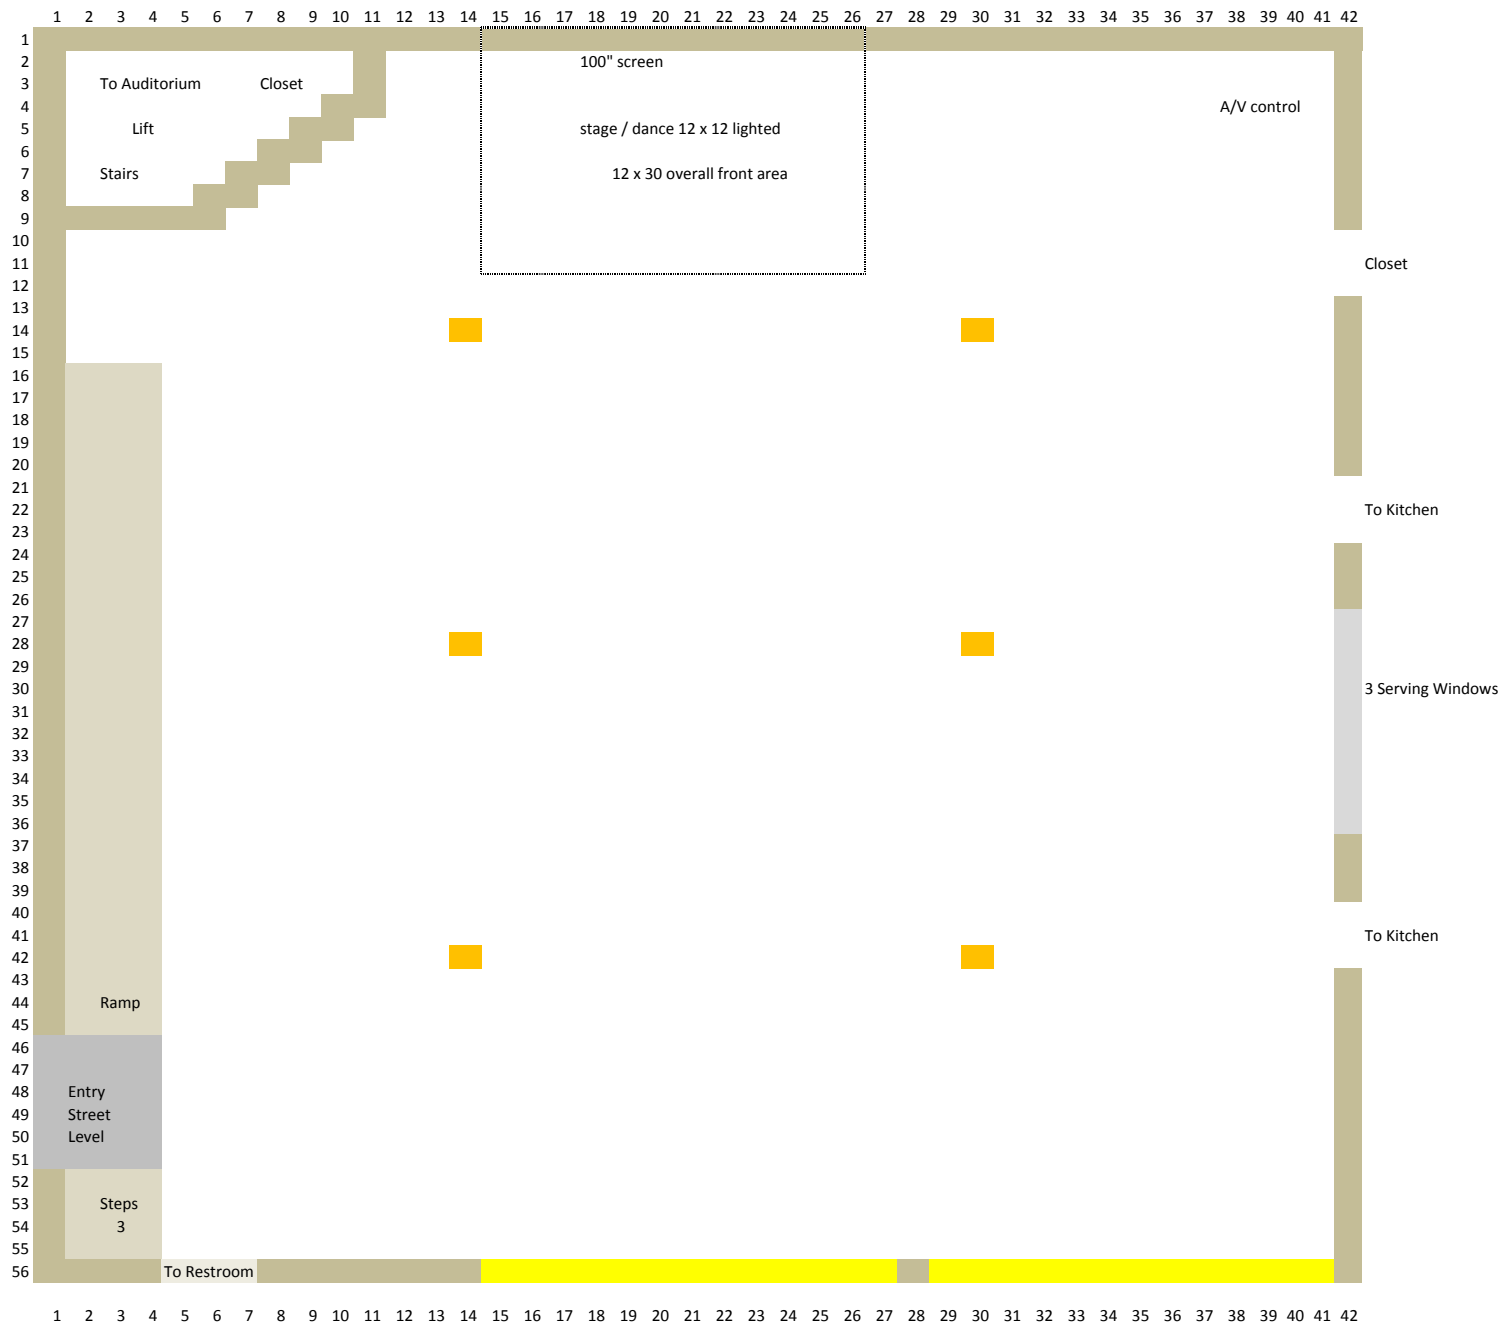 1 2 3 4 5 6 7 8 9 10 11 12 13 14 15 16 17 18 19 20 21 22 23 24 25 26 27 28 29 30 31 32 33 34 35 36 37 38 39 40 41 42
1
2 100" screen
3 To Auditorium Closet
4 A/V control
5 Lift stage / dance 12 x 12 lighted
6
7 Stairs 12 x 30 overall front area
8
9
10
11 Closet
12
13
14
15
16
17
18
19
20
21
22 To Kitchen
23
24
25
26
27
28
29
30 3 Serving Windows
31
32
33
34
35
36
37
38
39
40
41 To Kitchen
42
43
44 Ramp
45
46
47
48 Entry
49 Street
50 Level
51
52
53 Steps
54 3
55
56 To Restroom
1 2 3 4 5 6 7 8 9 10 11 12 13 14 15 16 17 18 19 20 21 22 23 24 25 26 27 28 29 30 31 32 33 34 35 36 37 38 39 40 41 42